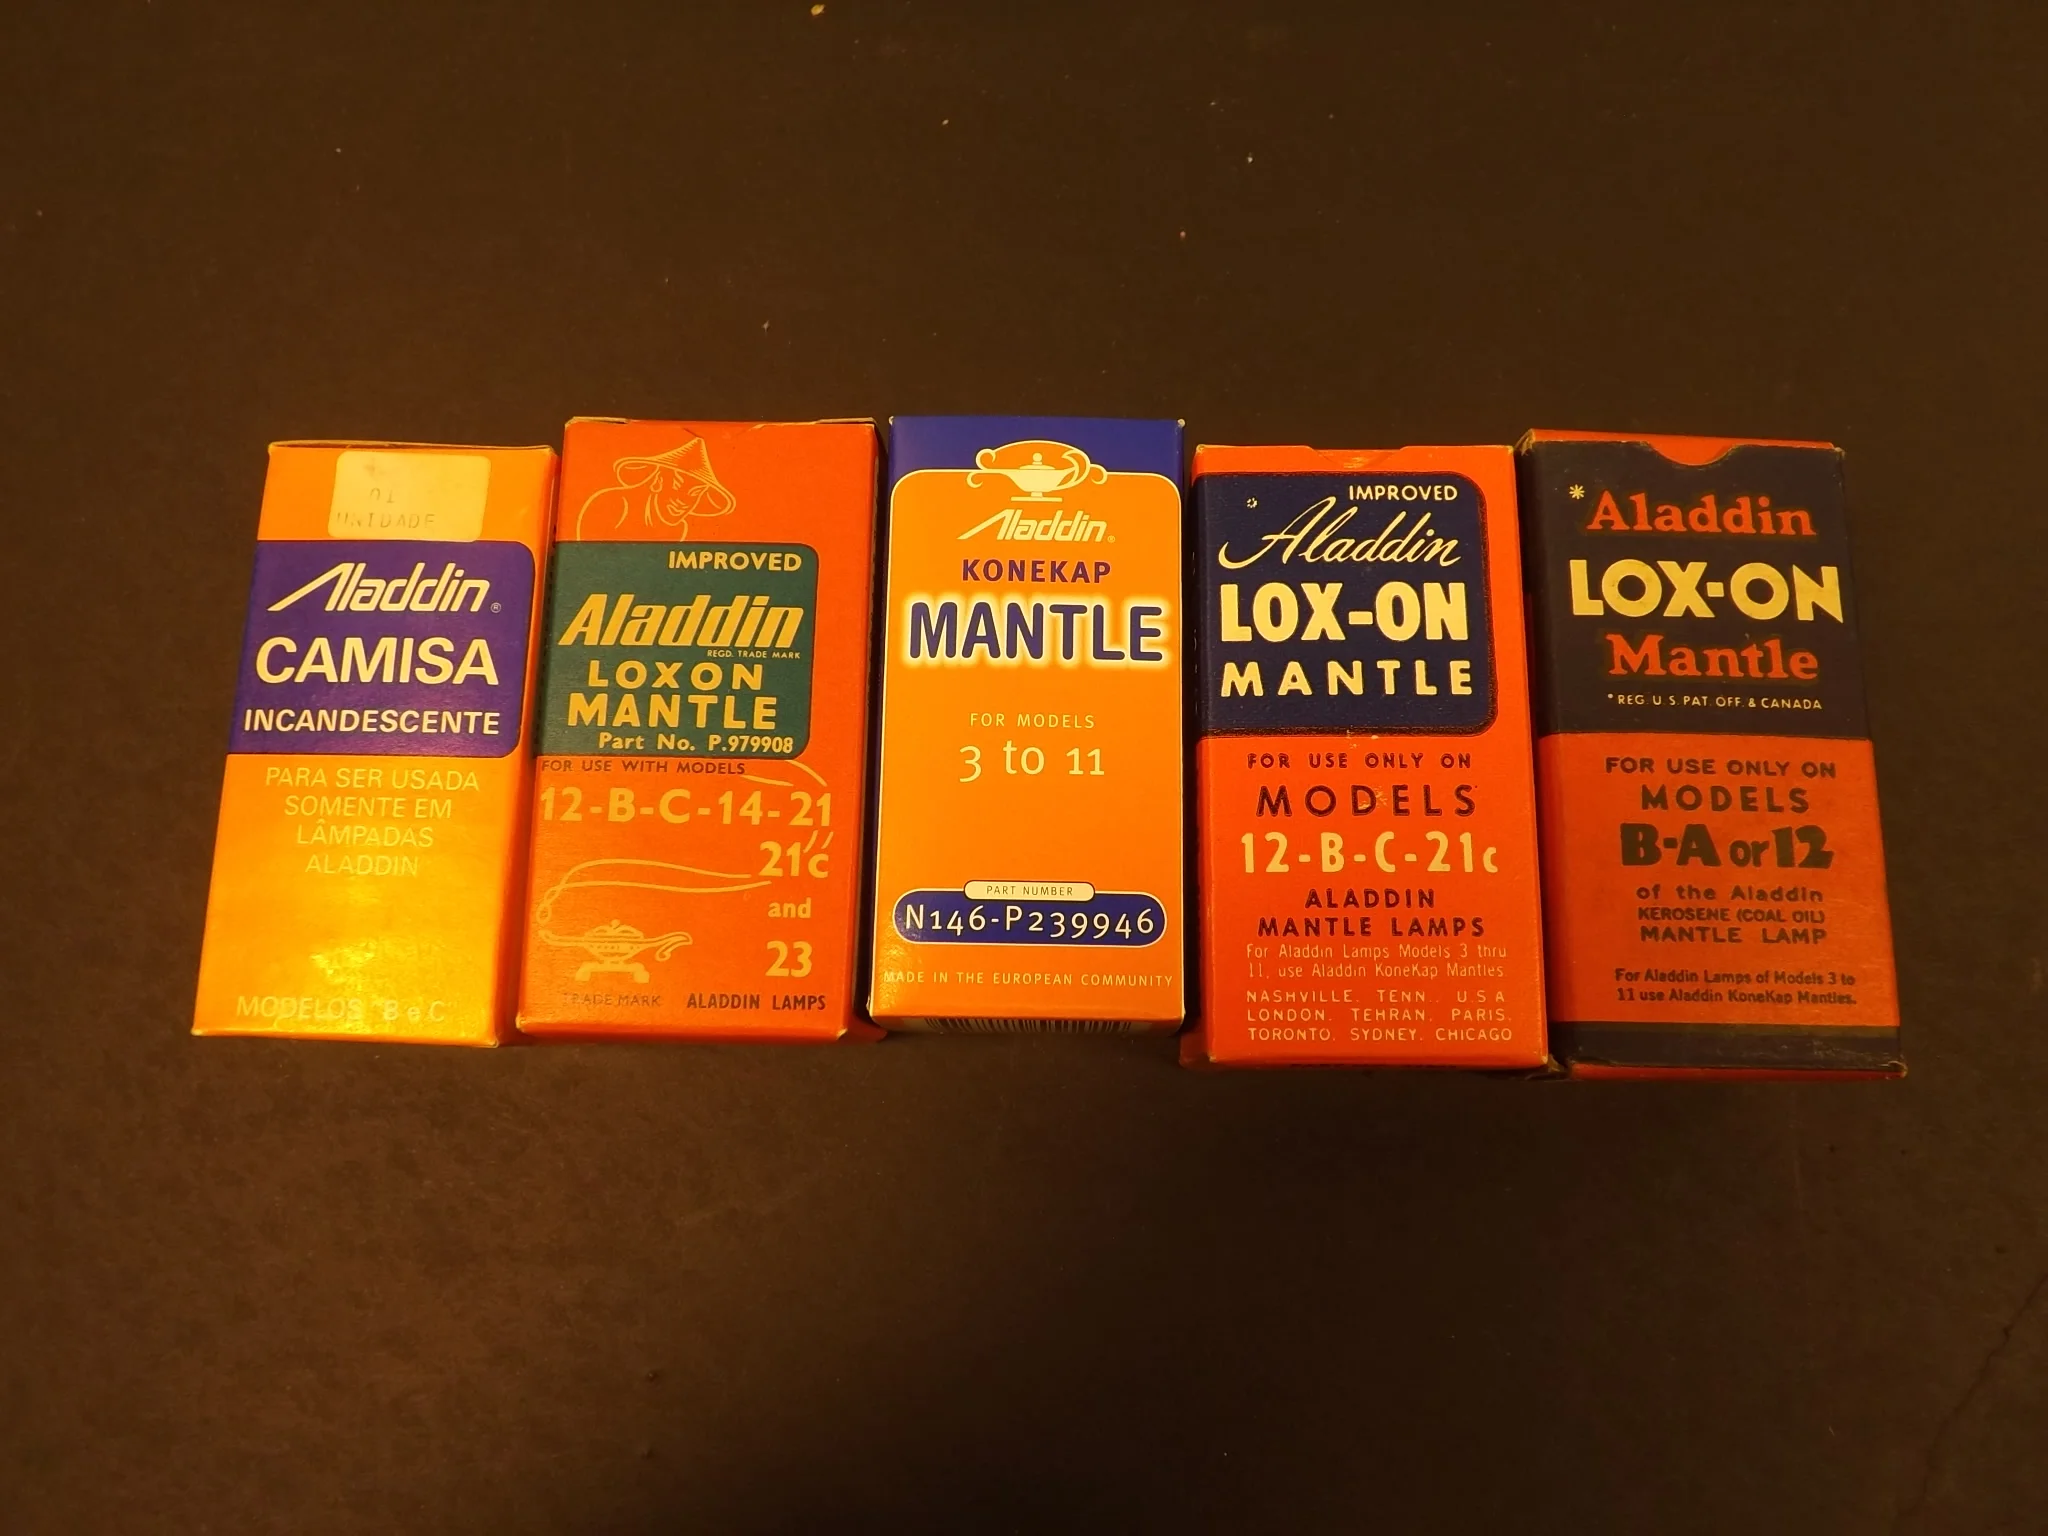 01
UNIDADE
Aladdin®
CAMISA
INCANDESCENTE
PARA SER USADA
SOMENTE EM
LÂMPADAS
ALADDIN
MODELOS B e C
IMPROVED
Aladdin
REGD. TRADE MARK
LOXON
MANTLE
Part No. P.979908
FOR USE WITH MODELS
12-B-C-14-21
21c
and
23
TRADE MARK ALADDIN LAMPS
Aladdin®
KONEKAP
MANTLE
FOR MODELS
3 to 11
PART NUMBER
N146-P239946
MADE IN THE EUROPEAN COMMUNITY
IMPROVED
*Aladdin
LOX-ON
MANTLE
FOR USE ONLY ON
MODELS
12-B-C-21c
ALADDIN
MANTLE LAMPS
For Aladdin Lamps Models 3 thru
11, use Aladdin KoneKap Mantles
NASHVILLE, TENN., U.S.A
LONDON, TEHRAN, PARIS,
TORONTO, SYDNEY, CHICAGO
*Aladdin
LOX-ON
Mantle
*REG. U.S. PAT. OFF. & CANADA
FOR USE ONLY ON
MODELS
B-A or 12
of the Aladdin
KEROSENE (COAL OIL)
MANTLE LAMP
For Aladdin Lamps of Models 3 to
11 use Aladdin KoneKap Mantles.